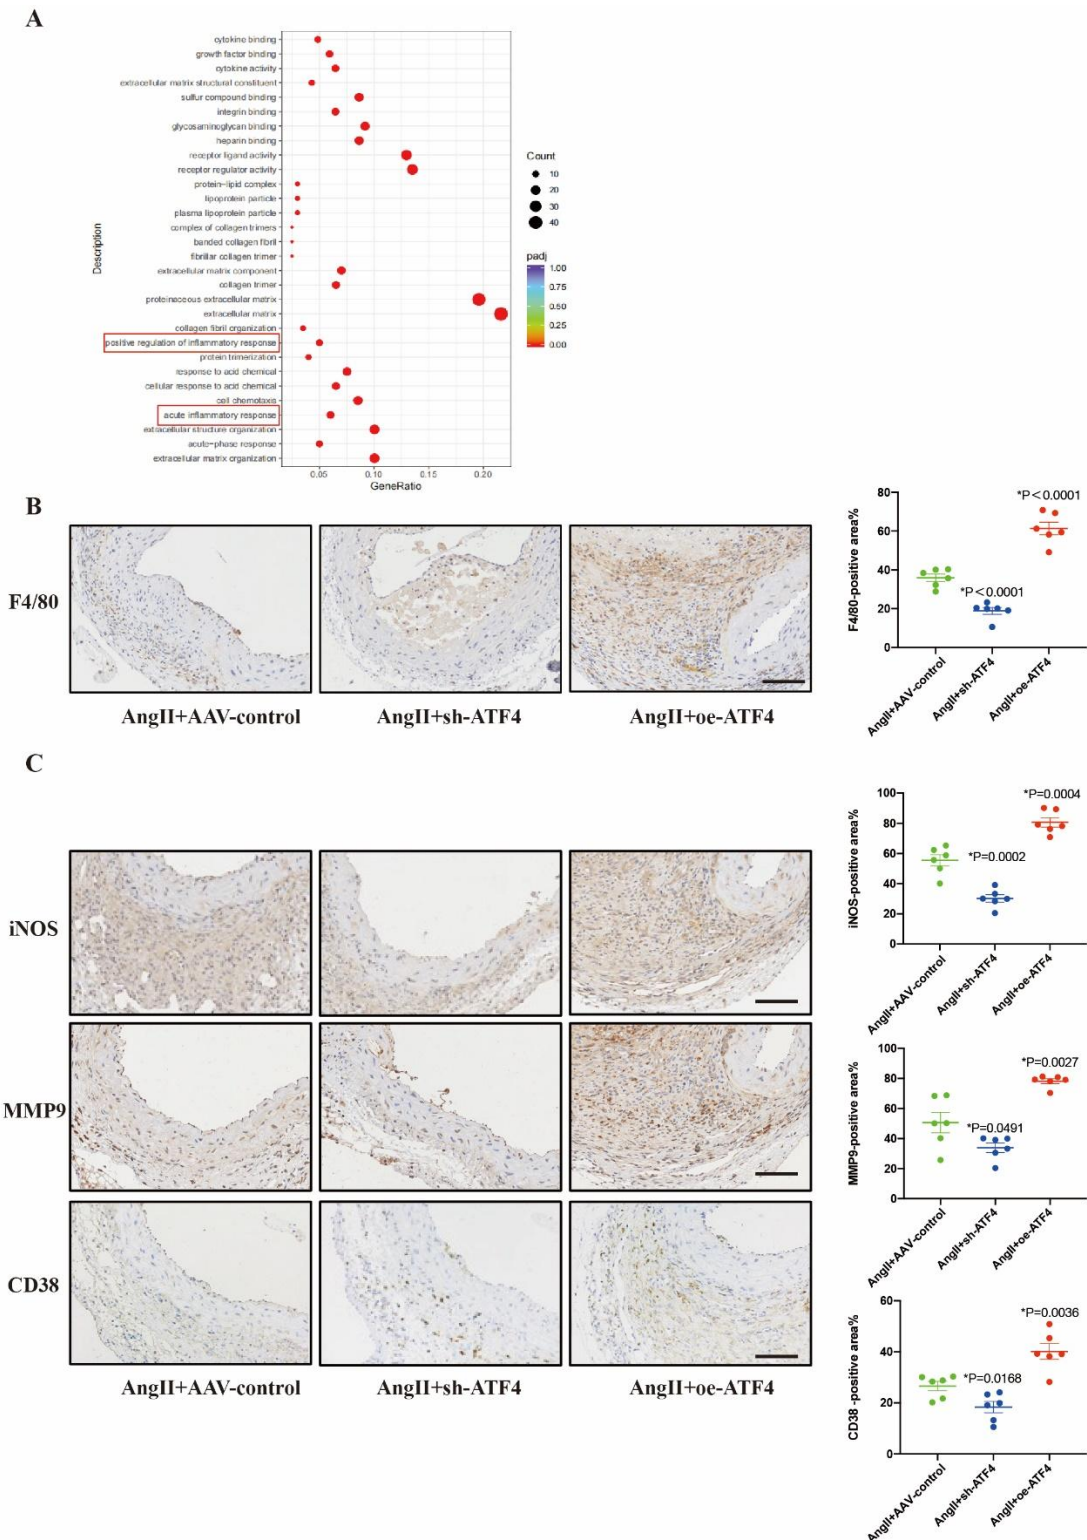 A
cytokine binding
growth factor binding
cytokine activity
extracellular matrix structural constituent
sulfur compound binding
integrin binding
glycosaminoglycan binding
heparin binding
receptor ligand activity
receptor regulator activity
protein−lipid complex
lipoprotein particle
plasma lipoprotein particle
complex of collagen trimers
banded collagen fibril
fibrillar collagen trimer
extracellular matrix component
collagen trimer
proteinaceous extracellular matrix
extracellular matrix
collagen fibril organization
positive regulation of inflammatory response
protein trimerization
response to acid chemical
cellular response to acid chemical
cell chemotaxis
acute inflammatory response
extracellular structure organization
acute−phase response
extracellular matrix organization
Description
0.05 0.10 0.15 0.20
GeneRatio
Count
10
20
30
40
padj
1.00
0.75
0.50
0.25
0.00
B
F4/80
AngII+AAV-control AngII+sh-ATF4 AngII+oe-ATF4
F4/80-positive area%
80
60
40
20
0
*P<0.0001
*P<0.0001
AngII+AAV-control
AngII+sh-ATF4
AngII+oe-ATF4
C
iNOS
iNOS-positive area%
100
80
60
40
20
0
*P=0.0004
*P=0.0002
AngII+AAV-control
AngII+sh-ATF4
AngII+oe-ATF4
MMP9
MMP9-positive area%
100
80
60
40
20
0
*P=0.0027
*P=0.0491
AngII+AAV-control
AngII+sh-ATF4
AngII+oe-ATF4
CD38
AngII+AAV-control AngII+sh-ATF4 AngII+oe-ATF4
CD38 -positive area%
60
40
20
0
*P=0.0036
*P=0.0168
AngII+AAV-control
AngII+sh-ATF4
AngII+oe-ATF4